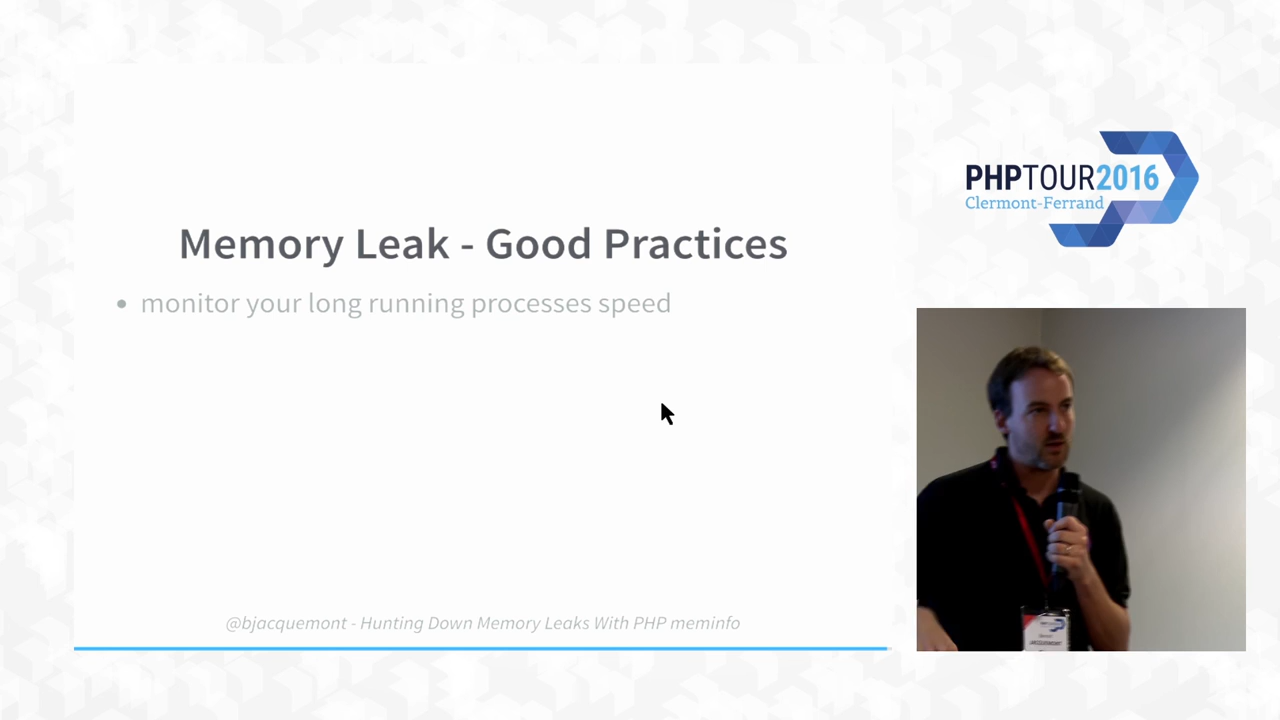 Memory Leak - Good Practices
• monitor your long running processes speed
@bjacquemont - Hunting Down Memory Leaks With PHP meminfo
PHPTOUR2016
Clermont-Ferrand
JACQUEMONT